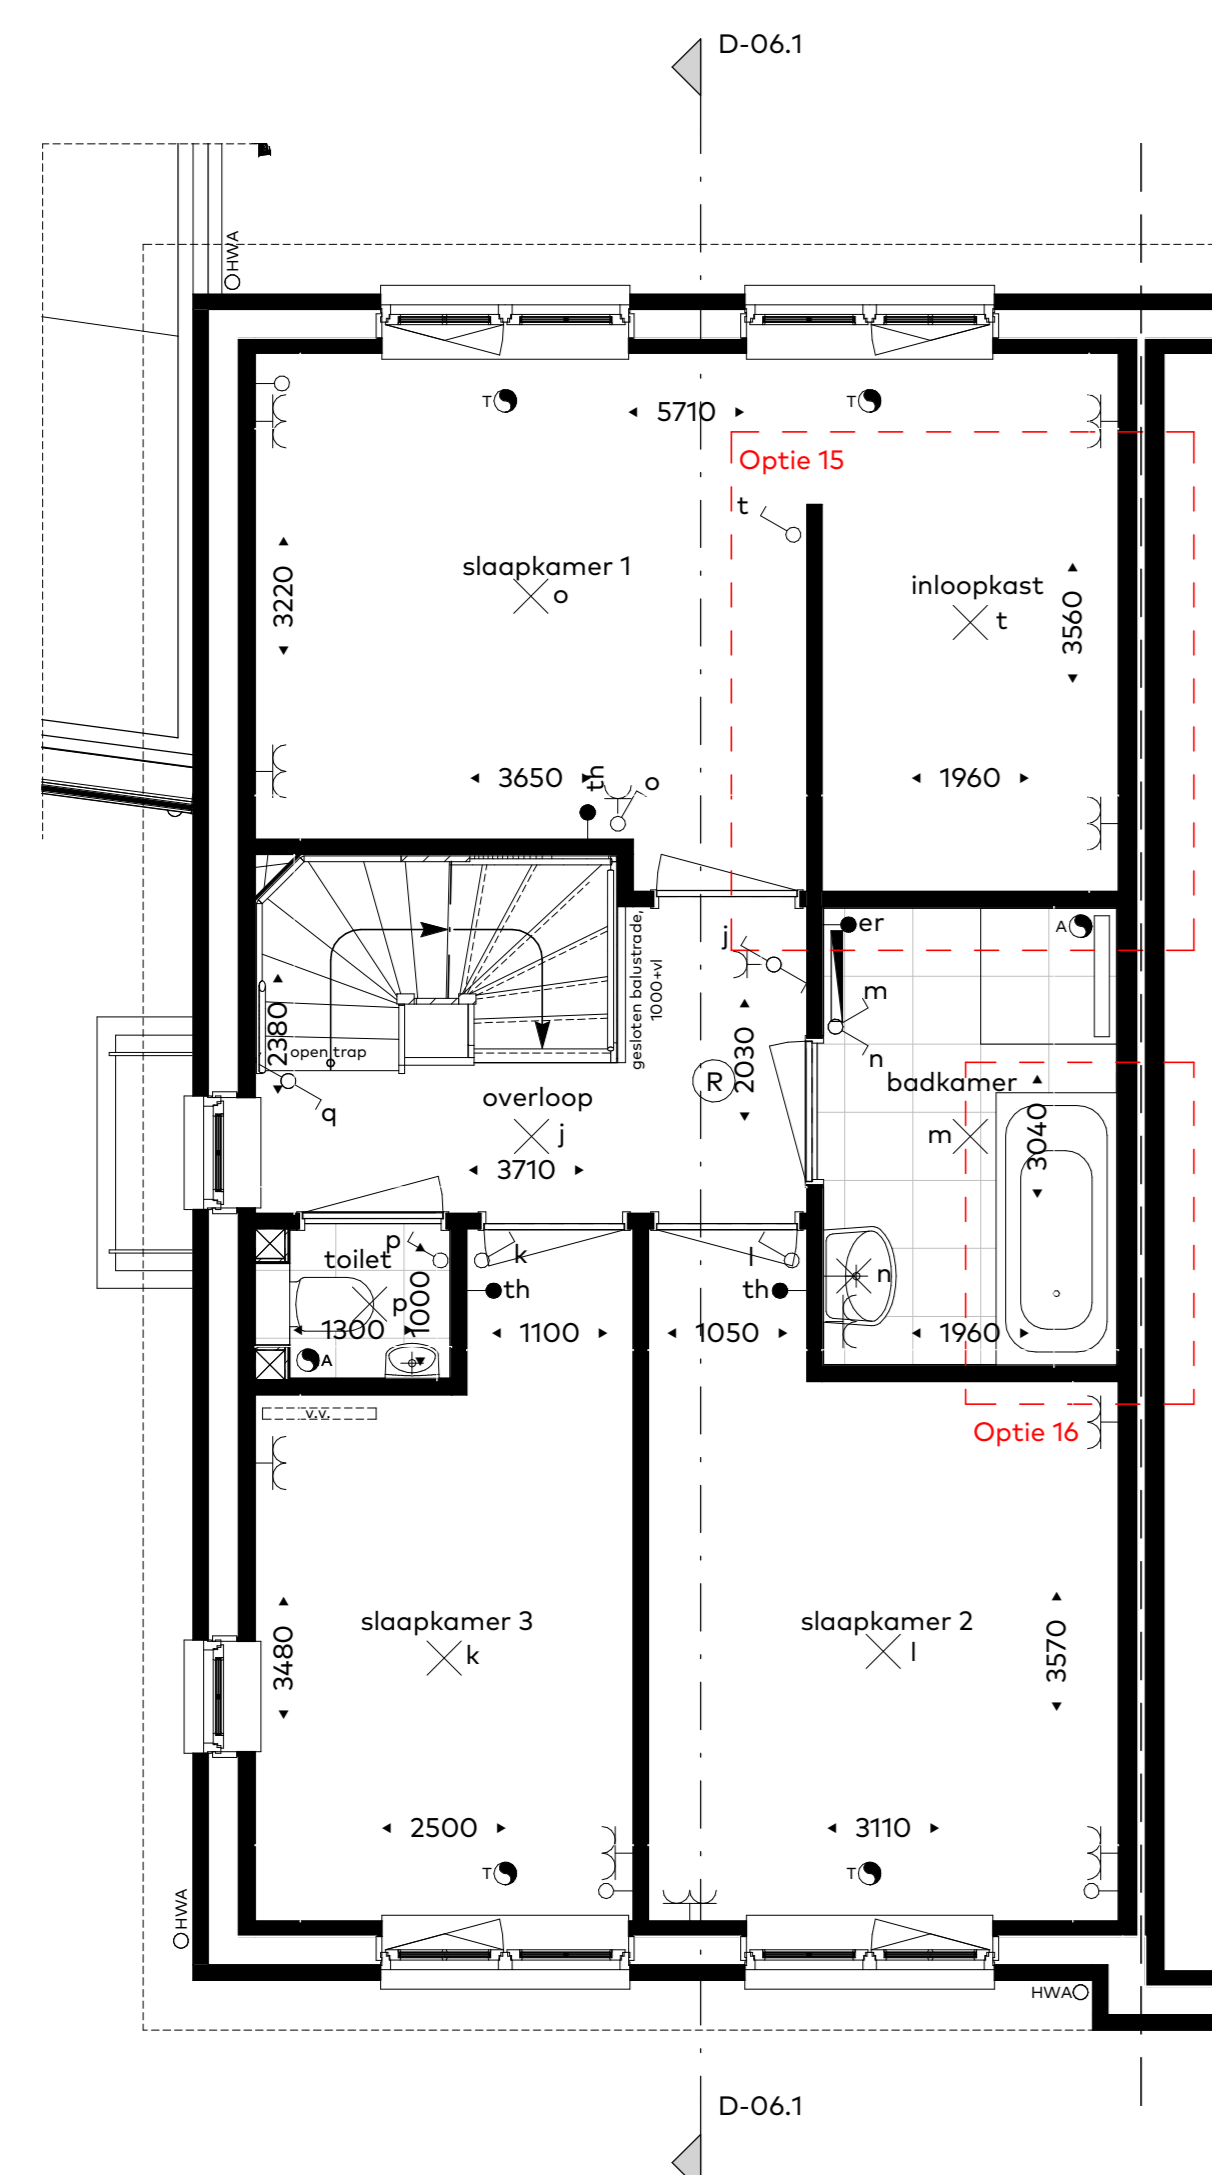 D-06.1
HWA
T
T
5710
Optie 15
t
slaapkamer 1
o
inloopkast
t
3220
3560
3650
th
o
1960
gesloten balustrade,
1000+vl
j
er
A
m
n
2380
open trap
q
R
2030
badkamer
m
3040
overloop
j
3710
p
toilet
p
1000
1300
A
k
th
1100
l
th
1050
n
1960
v.v.
Optie 16
slaapkamer 3
k
3480
slaapkamer 2
l
3570
2500
3110
T
T
HWA
HWA
D-06.1